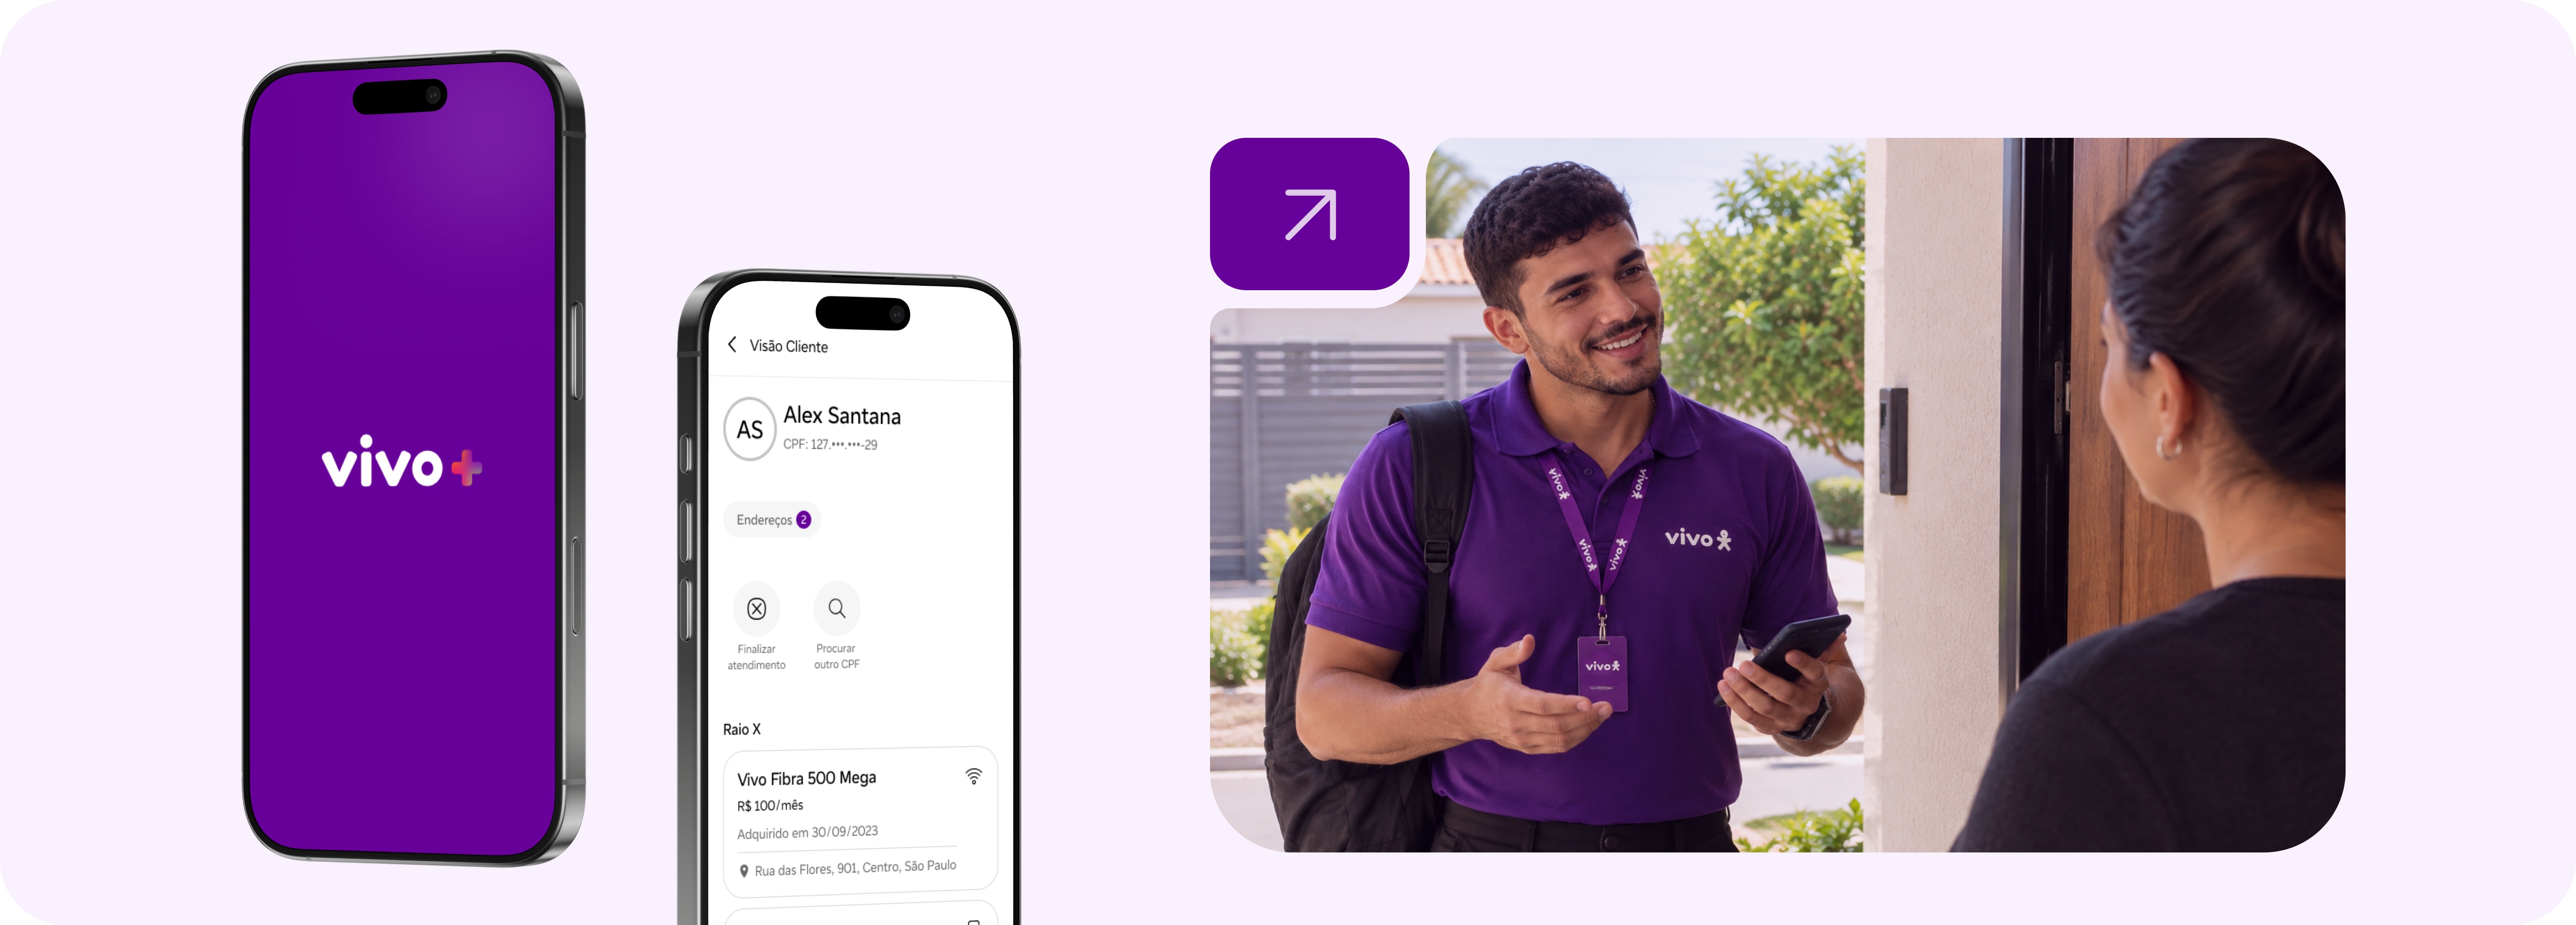 vivo
Visão Cliente
AS
Alex Santana
CPF: 127.•••.•••-29
Endereços 2
Finalizar
atendimento
Procurar
outro CPF
Raio X
Vivo Fibra 500 Mega
R$ 100/mês
Adquirido em 30/09/2023
Rua das Flores, 901, Centro, São Paulo
vivo
vivo
vivo
vivo
vivo
vivo